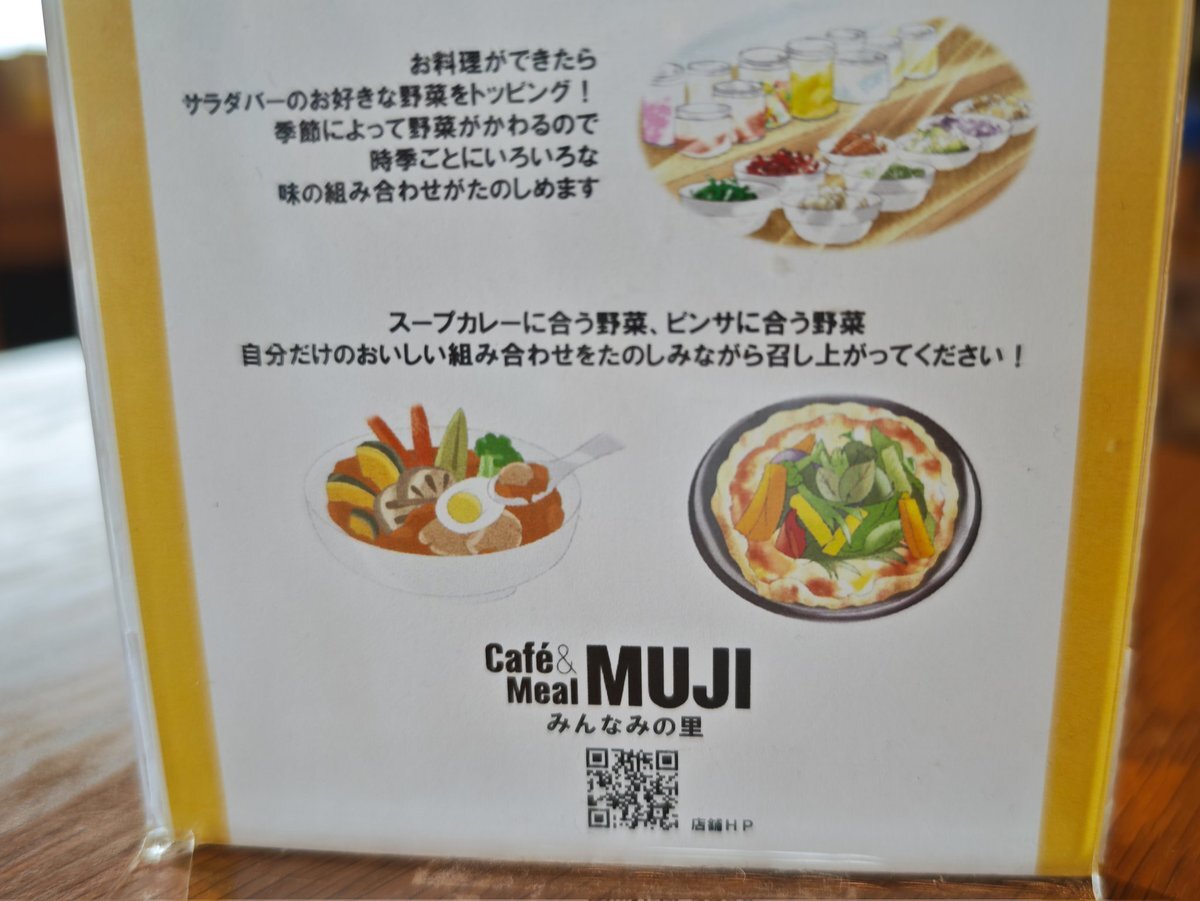 お料理ができたら
サラダバーのお好きな野菜をトッピング！
季節によって野菜がかわるので
時季ごとにいろいろな
味の組み合わせがたのしめます
スープカレーに合う野菜、ピンサに合う野菜
自分だけのおいしい組み合わせをたのしみながら召し上がってください！
Café&
Meal MUJI
みんなみの里
店舗HP